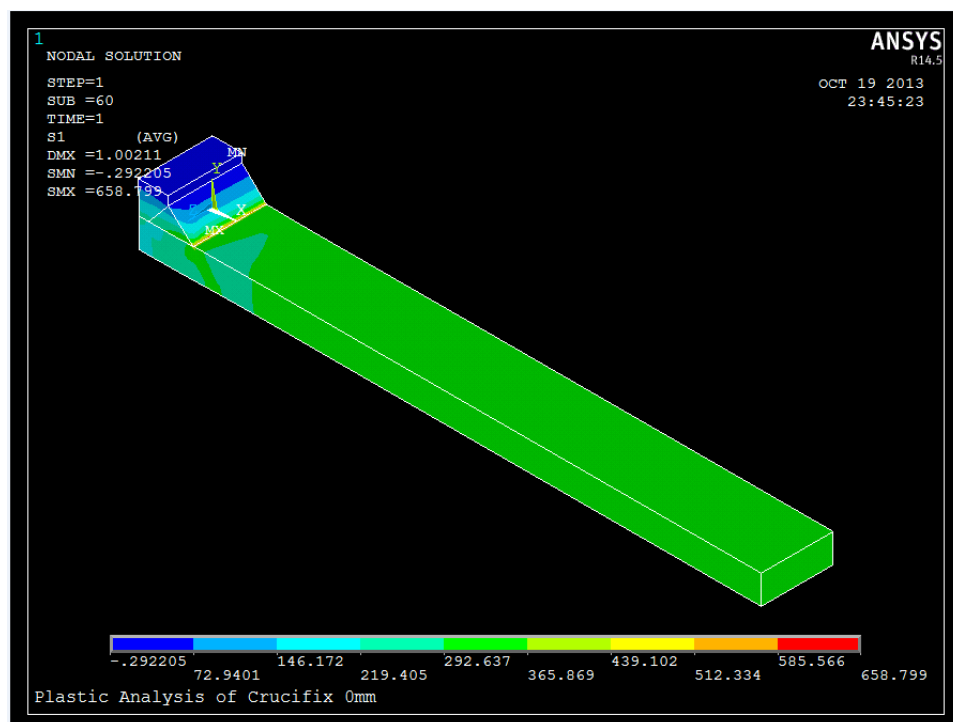 1
NODAL SOLUTION
STEP=1
SUB =60
TIME=1
S1 (AVG)
DMX =1.00211
SMN =-.292205
SMX =658.799
ANSYS
R14.5
OCT 19 2013
23:45:23
MN
Y
Z X
MX
-.292205 146.172 292.637 439.102 585.566
72.9401 219.405 365.869 512.334 658.799
Plastic Analysis of Crucifix 0mm